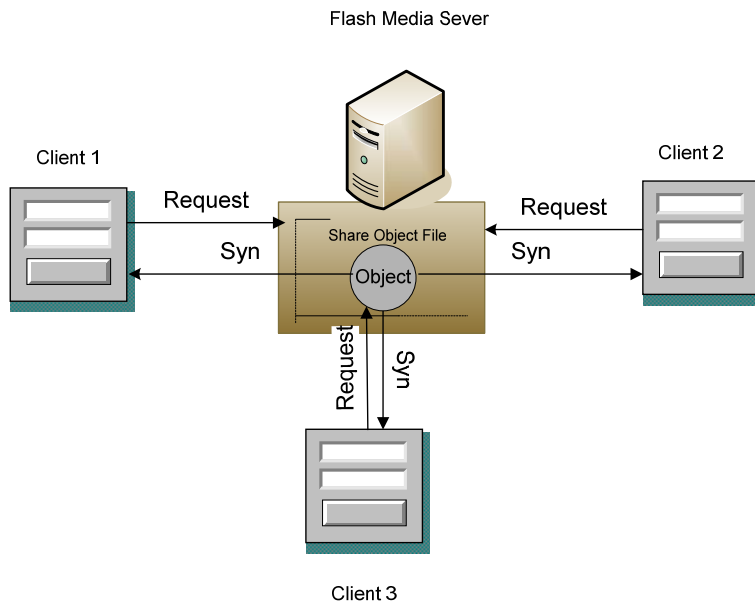 Flash Media Sever
Client 1
Client 2
Request
Request
Share Object File
Syn
Object
Syn
Request
Syn
Client 3